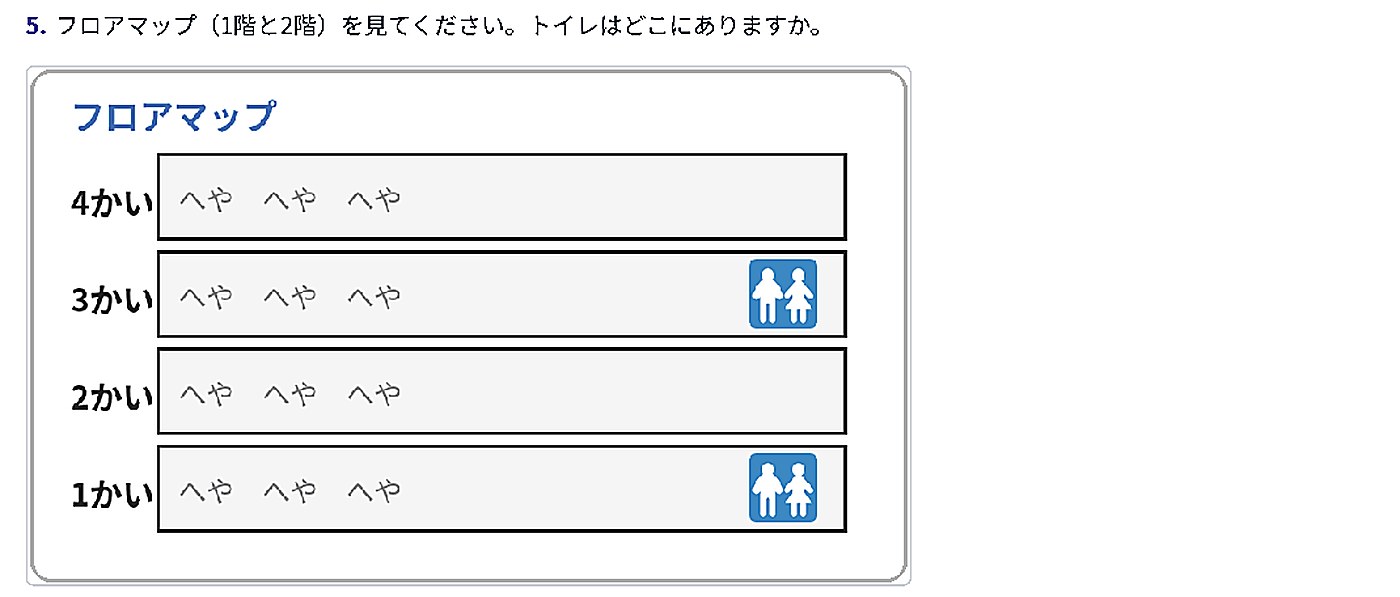 5. フロアマップ（1階と2階）を見てください。トイレはどこにありますか。
フロアマップ
4かい へや へや へや
3かい へや へや へや
2かい へや へや へや
1かい へや へや へや